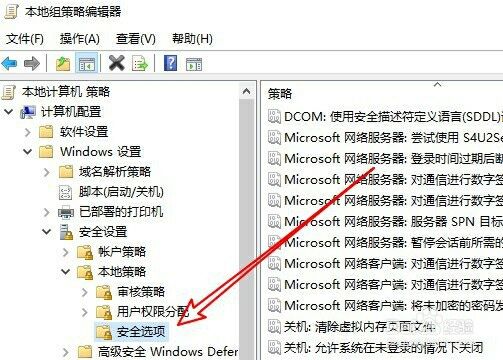 本地组策略编辑器
文件(F) 操作(A) 查看(V) 帮助(H)
本地计算机 策略
计算机配置
软件设置
Windows 设置
域名解析策略
脚本(启动/关机)
已部署的打印机
安全设置
帐户策略
本地策略
审核策略
用户权限分配
安全选项
高级安全 Windows Defen
策略
DCOM: 使用安全描述符定义语言(SDDL)
Microsoft 网络服务器: 尝试使用 S4U2Se
Microsoft 网络服务器: 登录时间过期后断
Microsoft 网络服务器: 对通信进行数字签
Microsoft 网络服务器: 对通信进行数字签
Microsoft 网络服务器: 服务器 SPN 目标
Microsoft 网络服务器: 暂停会话前所需的
Microsoft 网络客户端: 对通信进行数字签
Microsoft 网络客户端: 对通信进行数字签
Microsoft 网络客户端: 将未加密的密码发
关机: 清除虚拟内存页面文件
关机: 允许系统在未登录的情况下关闭